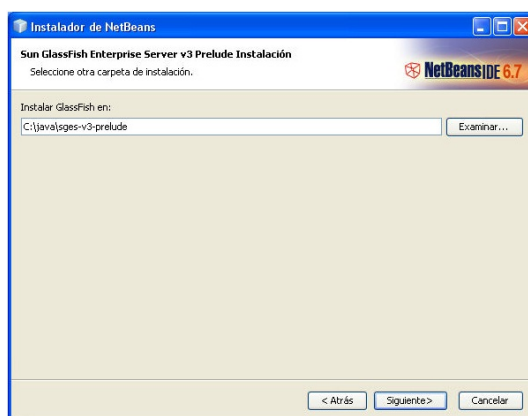 Instalador de NetBeans
Sun GlassFish Enterprise Server v3 Prelude Instalación
Seleccione otra carpeta de instalación.
NetBeans IDE 6.7
Instalar GlassFish en:
C:\java\sges-v3-prelude
Examinar...
< Atrás
Siguiente>
Cancelar